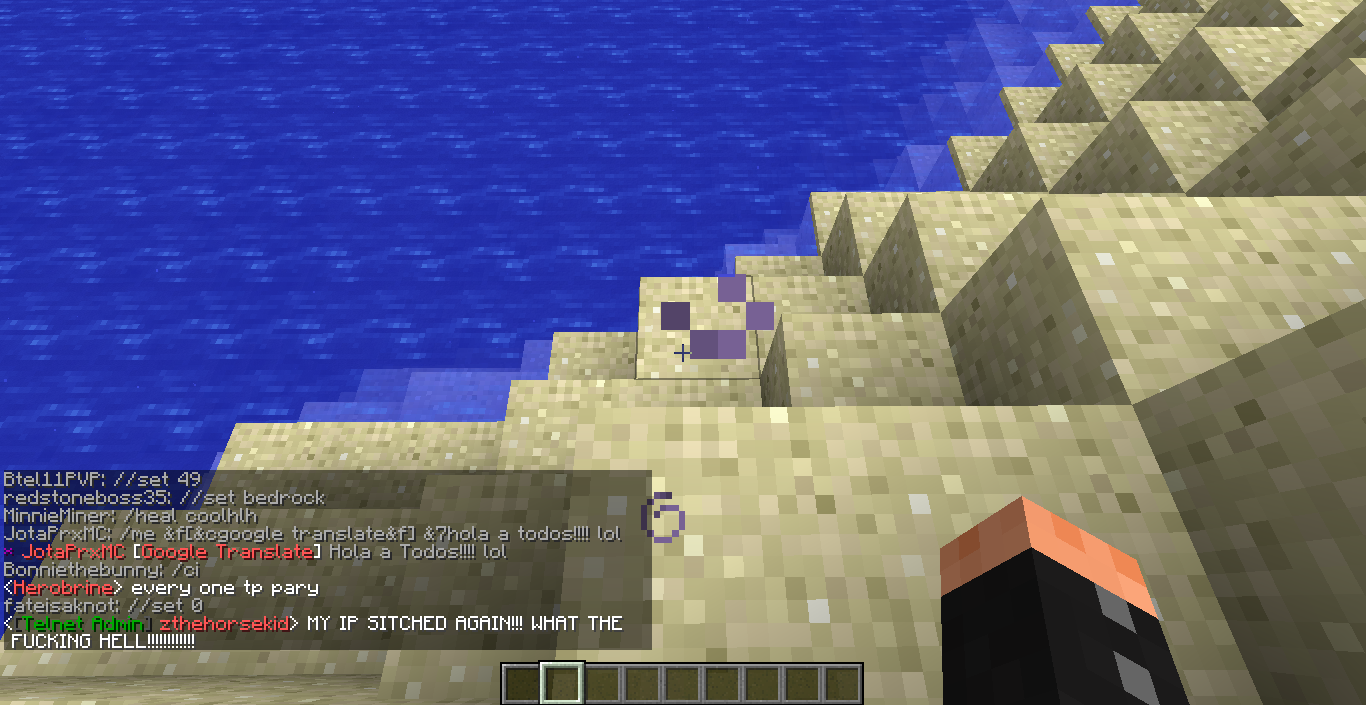 Btel11PVP: //set 49
redstoneboss35: //set bedrock
MinnieMiner: /heal coolhlh
JotaPrxMC: /me &f[&cgoogle translate&f] &7hola a todos!!!! lol
* JotaPrxMC [Google Translate] Hola a Todos!!!! lol
Bonniethebunny: /ci
<Herobrine> every one tp pary
fateisaknot: //set 0
<[Telnet Admin] zthehorsekid> MY IP SITCHED AGAIN!!! WHAT THE
FUCKING HELL!!!!!!!!!!!!